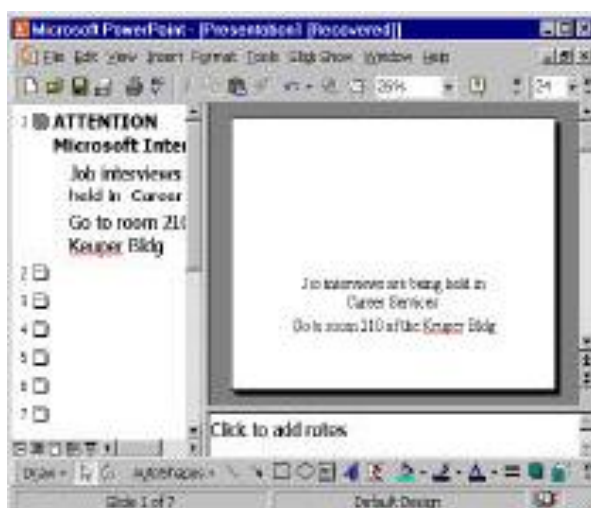 Microsoft PowerPoint - [Presentation1 [Recovered]]
File Edit View Insert Format Tools Slide Show Window Help
26% 24
1 ATTENTION
Microsoft Inter
Job interviews
held in Career
Go to room 210
Keuper Bldg
2
3
4
5
6
7
Job interviews are being held in
Career Services
Go to room 210 of the Keuper Bldg
Click to add notes
Draw AutoShapes
Slide 1 of 7 Default Design